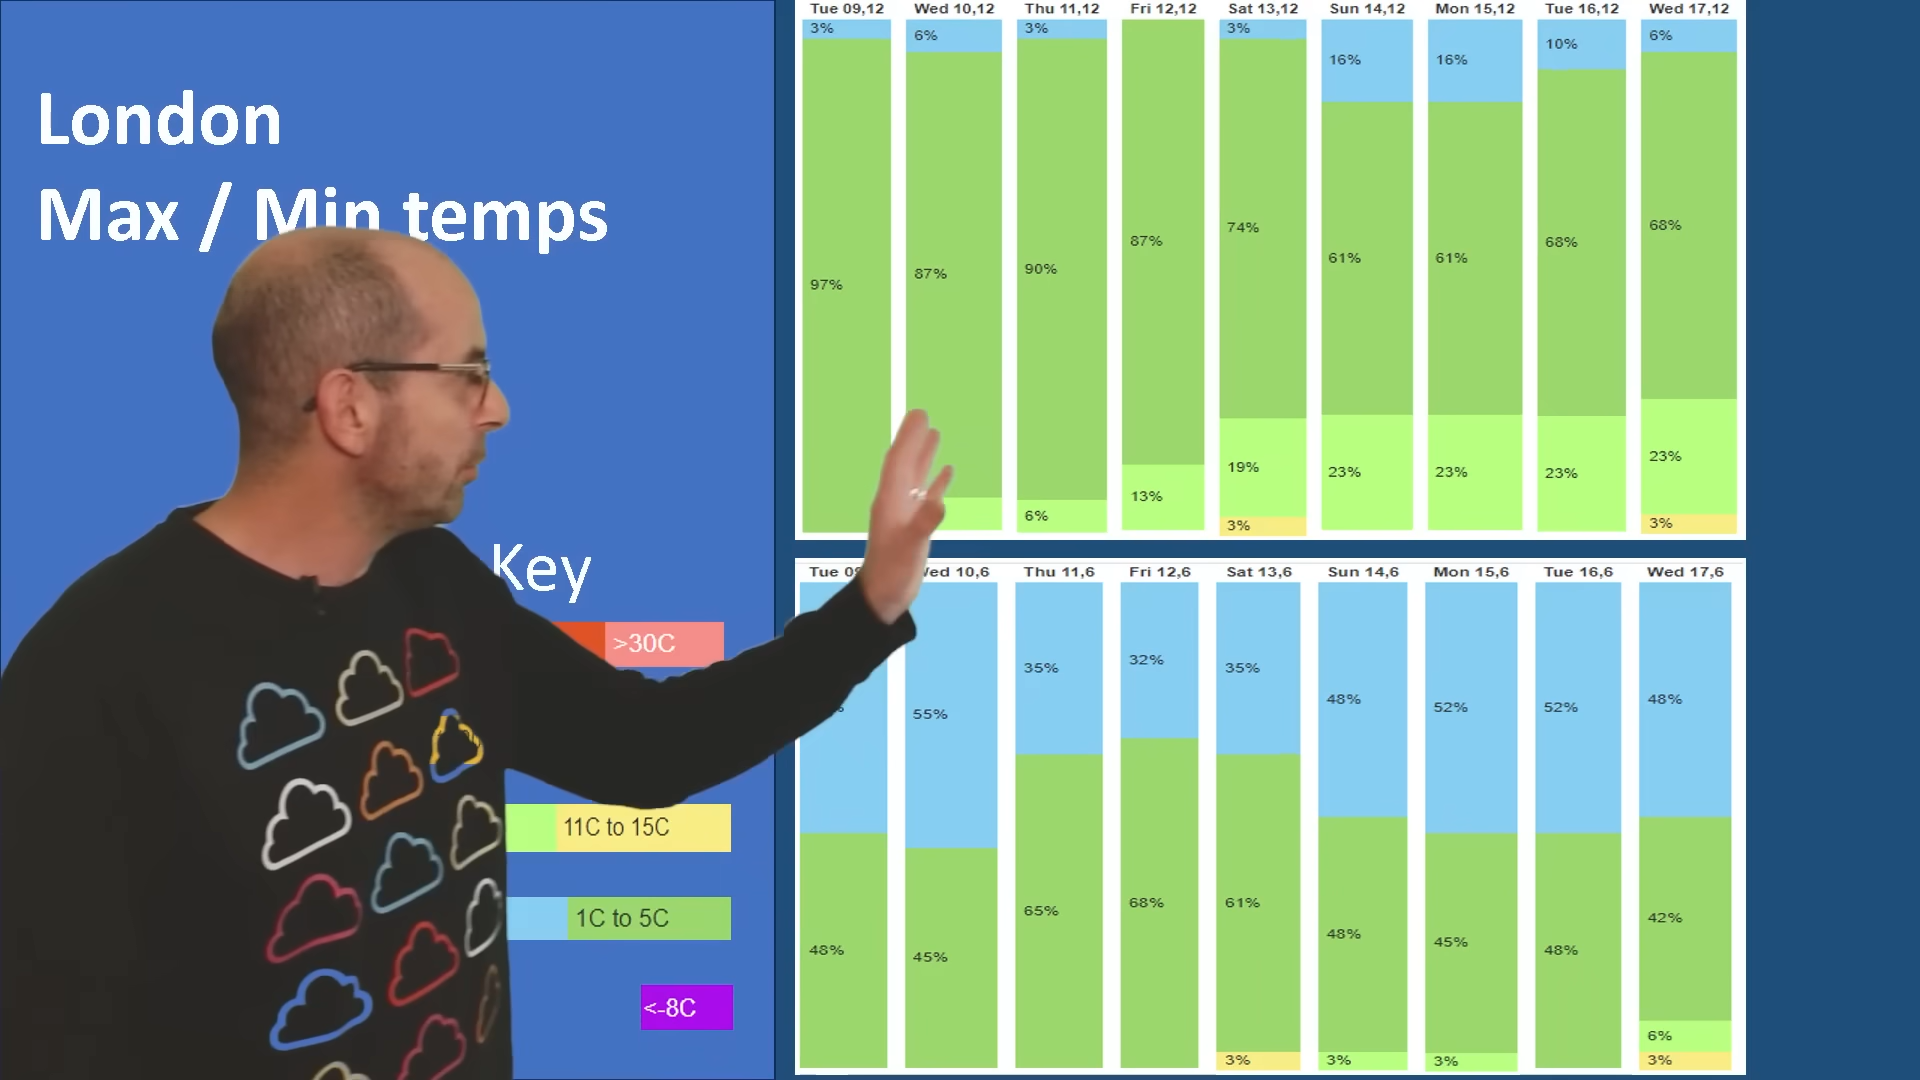 London
Max / Min temps
Key
>30C
11C to 15C
1C to 5C
<-8C
Tue 09,12 Wed 10,12 Thu 11,12 Fri 12,12 Sat 13,12 Sun 14,12 Mon 15,12 Tue 16,12 Wed 17,12
3% 6% 3% 3% 16% 16% 10% 6%
97% 87% 90% 87% 74% 61% 61% 68% 68%
6% 13% 19% 23% 23% 23% 23%
3% 3%
Tue Wed 10,6 Thu 11,6 Fri 12,6 Sat 13,6 Sun 14,6 Mon 15,6 Tue 16,6 Wed 17,6
55% 35% 32% 35% 48% 52% 52% 48%
48% 45% 65% 68% 61% 48% 45% 48% 42%
6%
3% 3% 3% 3%